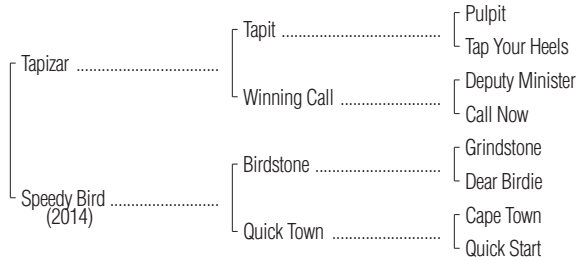 Pulpit
Tapit ........................................
Tap Your Heels
Tapizar ....................................
Deputy Minister
Winning Call .........................
Call Now
Grindstone
Birdstone ...............................
Dear Birdie
Speedy Bird ...........................
(2014)
Cape Town
Quick Town ...........................
Quick Start